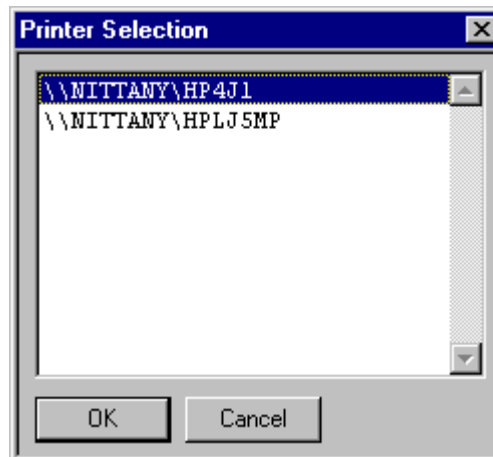 Printer Selection
\\NITTANY\HP4J1
\\NITTANY\HPLJ5MP
OK
Cancel